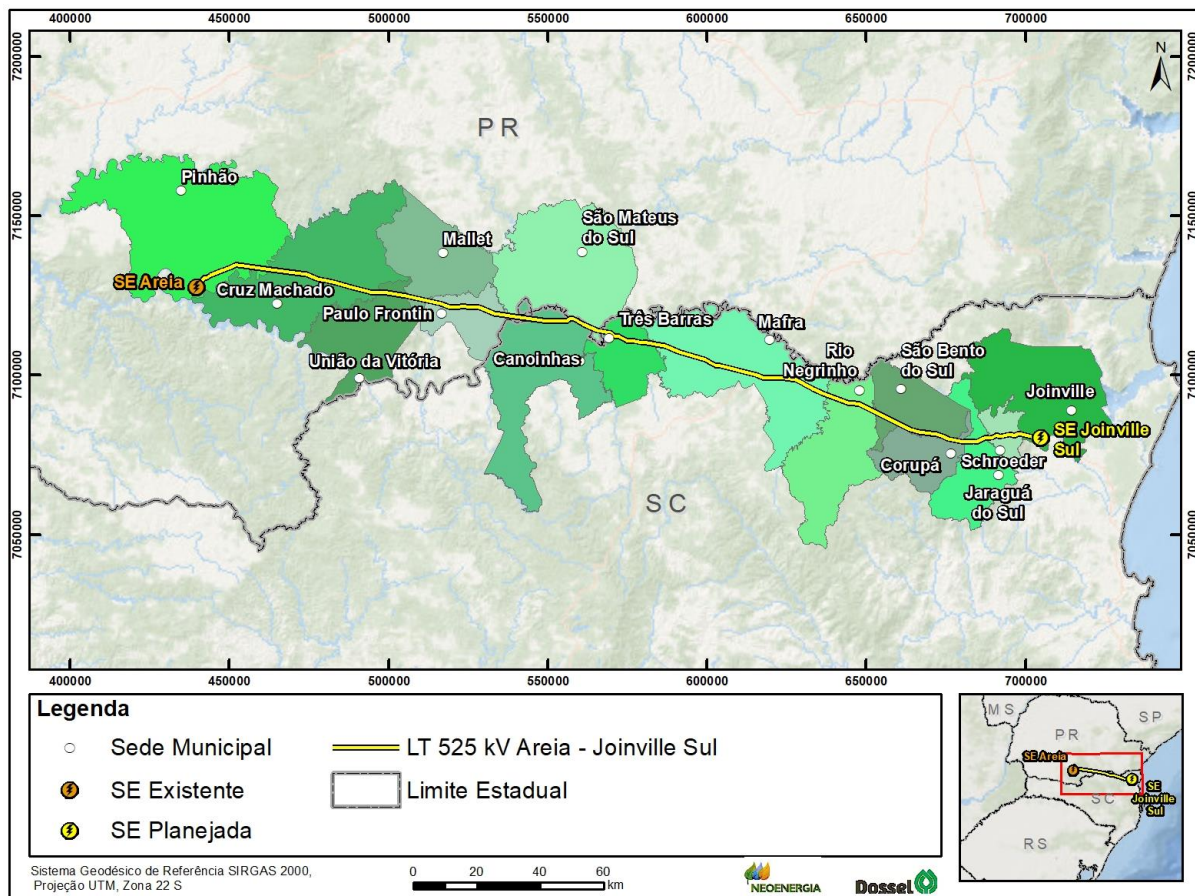 400000 450000 500000 550000 600000 650000 700000
7200000 7200000
N
PR
Pinhão
7150000 7150000
São Mateus
do Sul
Mallet
SE Areia
Cruz Machado
Paulo Frontin
Três Barras
Mafra
Rio
Negrinho
São Bento
do Sul
União da Vitória
Canoinhas
7100000 7100000
Joinville
SE Joinville
Sul
Corupá
Schroeder
Jaraguá
do Sul
SC
7050000 7050000
400000 450000 500000 550000 600000 650000 700000
Legenda
Sede Municipal
LT 525 kV Areia - Joinville Sul
SE Existente
Limite Estadual
SE Planejada
MS
SP
PR
SE Areia
SC
SE
Joinville
Sul
RS
Sistema Geodésico de Referência SIRGAS 2000,
Projeção UTM, Zona 22 S
0 10 20 40 60
km
NEOENERGIA
Dossel